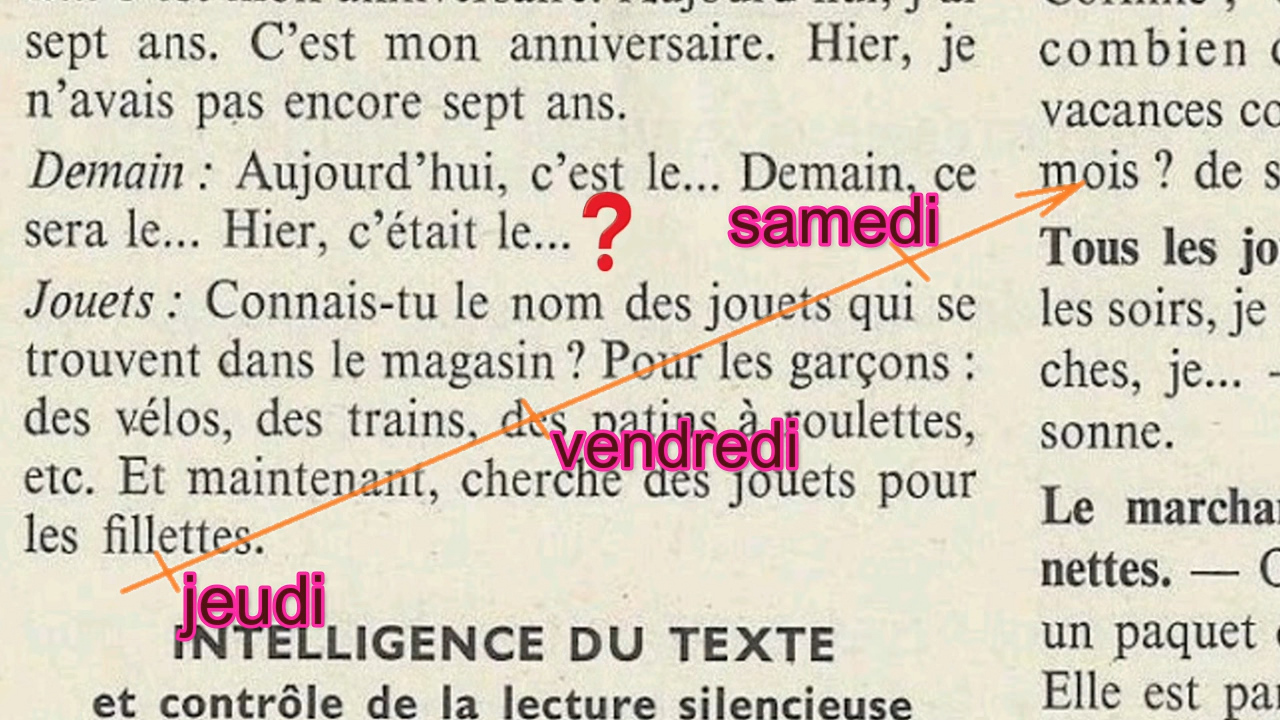 sept ans. C'est mon anniversaire. Hier, je
n'avais pas encore sept ans.
Demain : Aujourd'hui, c'est le... Demain, ce
sera le... Hier, c'était le...❓
samedi
Jouets : Connais-tu le nom des jouets qui se
trouvent dans le magasin ? Pour les garçons :
des vélos, des trains, des patins à roulettes,
vendredi
etc. Et maintenant, cherche des jouets pour
les fillettes.
jeudi
INTELLIGENCE DU TEXTE
et contrôle de la lecture silencieuse
combien
vacances
mois ? de
Tous les
les soirs, je
ches, je...
sonne.
Le
nettes. —
un paquet
Elle est